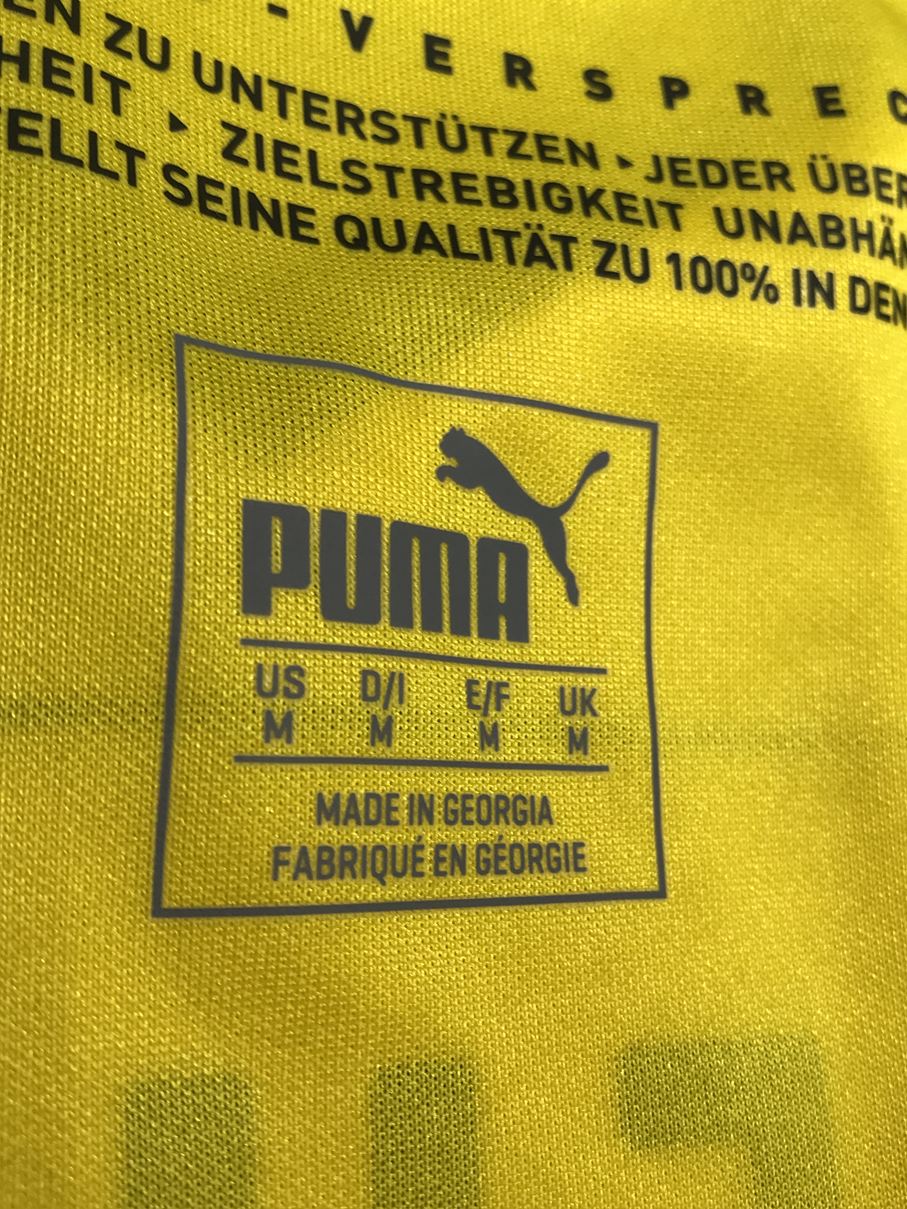 - V E R S P R E C
EN ZU UNTERSTÜTZEN ▸ JEDER ÜBER
HEIT ▸ ZIELSTREBIGKEIT UNABHÄN
ELLT SEINE QUALITÄT ZU 100% IN DEN
PUMA
US D/I E/F UK
M M M M
MADE IN GEORGIA
FABRIQUÉ EN GÉORGIE